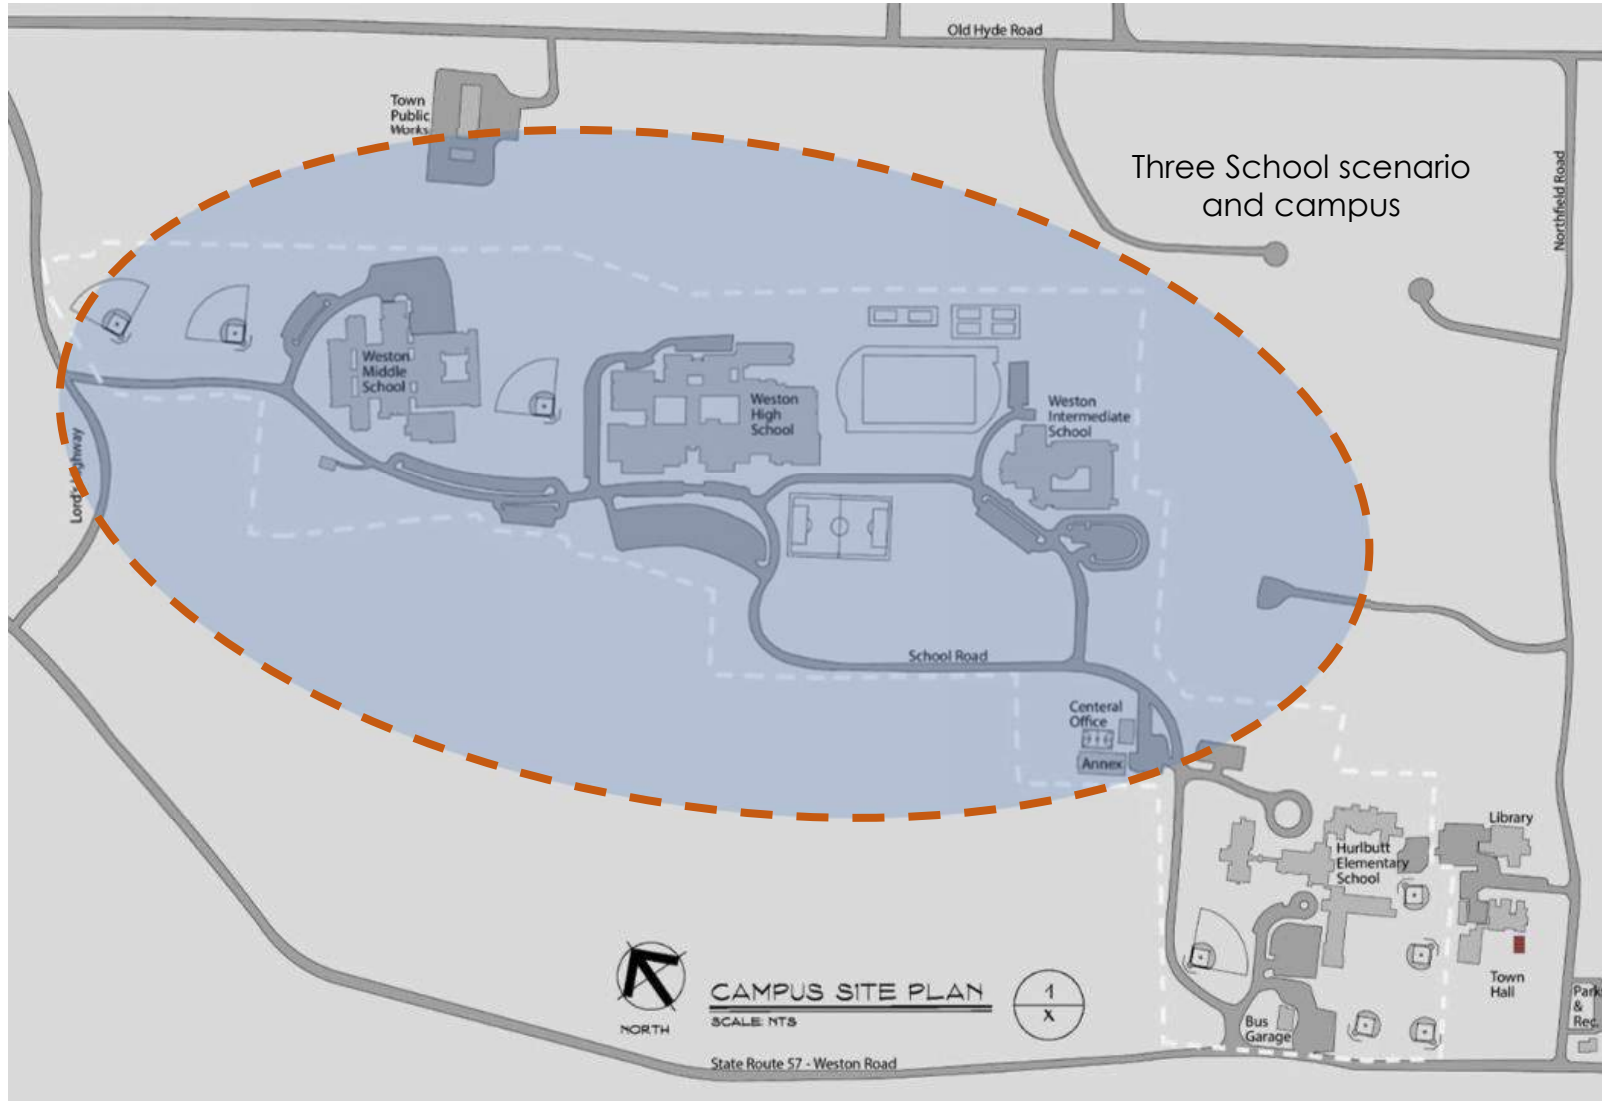 Old Hyde Road
Town
Public
Works
Three School scenario
and campus
Northfield Road
Weston
Middle
School
Weston
High
School
Weston
Intermediate
School
Lord's Highway
School Road
Centeral
Office
Annex
Library
Hurlbutt
Elementary
School
Town
Hall
Park
&
Rec.
Bus
Garage
NORTH
CAMPUS SITE PLAN
SCALE: NTS
1
X
State Route 57 - Weston Road